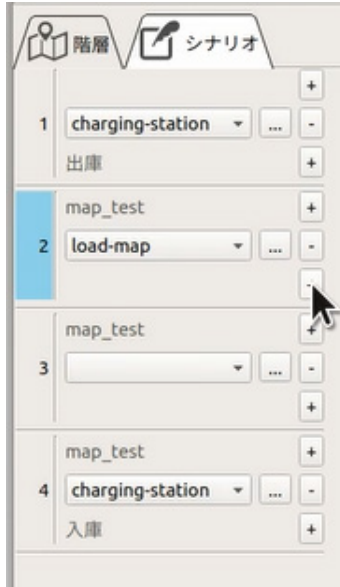 階層 シナリオ
+
1 charging-station ... -
出庫 +
map_test +
2 load-map ... -
-
map_test +
3 ... -
+
map_test +
4 charging-station ... -
入庫 +